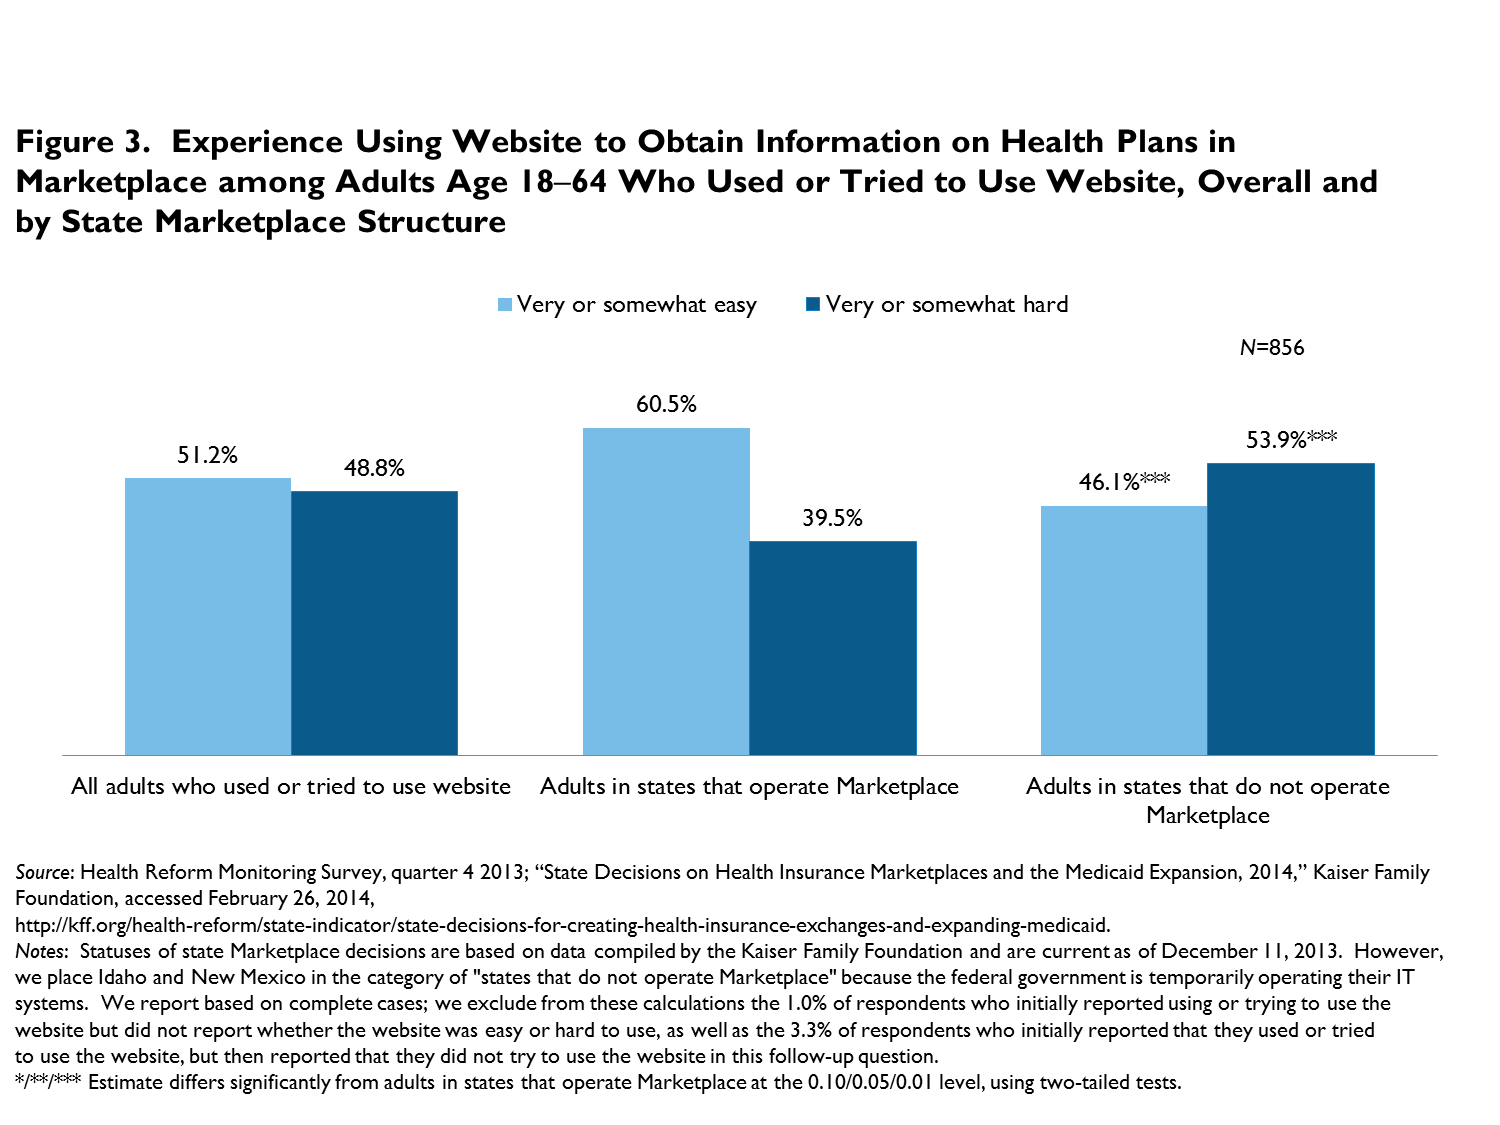 Figure 3.  Experience Using Website to Obtain Information on Health Plans in
Marketplace among Adults Age 18–64 Who Used or Tried to Use Website, Overall and
by State Marketplace Structure
Very or somewhat easy
Very or somewhat hard
N=856
51.2%
48.8%
60.5%
39.5%
46.1%***
53.9%***
All adults who used or tried to use website
Adults in states that operate Marketplace
Adults in states that do not operate
Marketplace
Source: Health Reform Monitoring Survey, quarter 4 2013; “State Decisions on Health Insurance Marketplaces and the Medicaid Expansion, 2014,” Kaiser Family
Foundation, accessed February 26, 2014,
http://kff.org/health-reform/state-indicator/state-decisions-for-creating-health-insurance-exchanges-and-expanding-medicaid.
Notes:  Statuses of state Marketplace decisions are based on data compiled by the Kaiser Family Foundation and are current as of December 11, 2013.  However,
we place Idaho and New Mexico in the category of "states that do not operate Marketplace" because the federal government is temporarily operating their IT
systems.  We report based on complete cases; we exclude from these calculations the 1.0% of respondents who initially reported using or trying to use the
website but did not report whether the website was easy or hard to use, as well as the 3.3% of respondents who initially reported that they used or tried
to use the website, but then reported that they did not try to use the website in this follow-up question.
*/**/*** Estimate differs significantly from adults in states that operate Marketplace at the 0.10/0.05/0.01 level, using two-tailed tests.